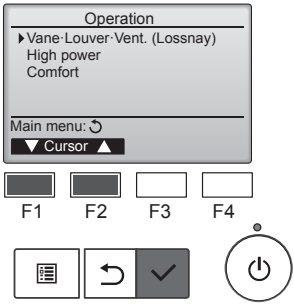 Operation
▶Vane·Louver·Vent. (Lossnay)
High power
Comfort
Main menu:
▼ Cursor ▲
F1 F2 F3 F4